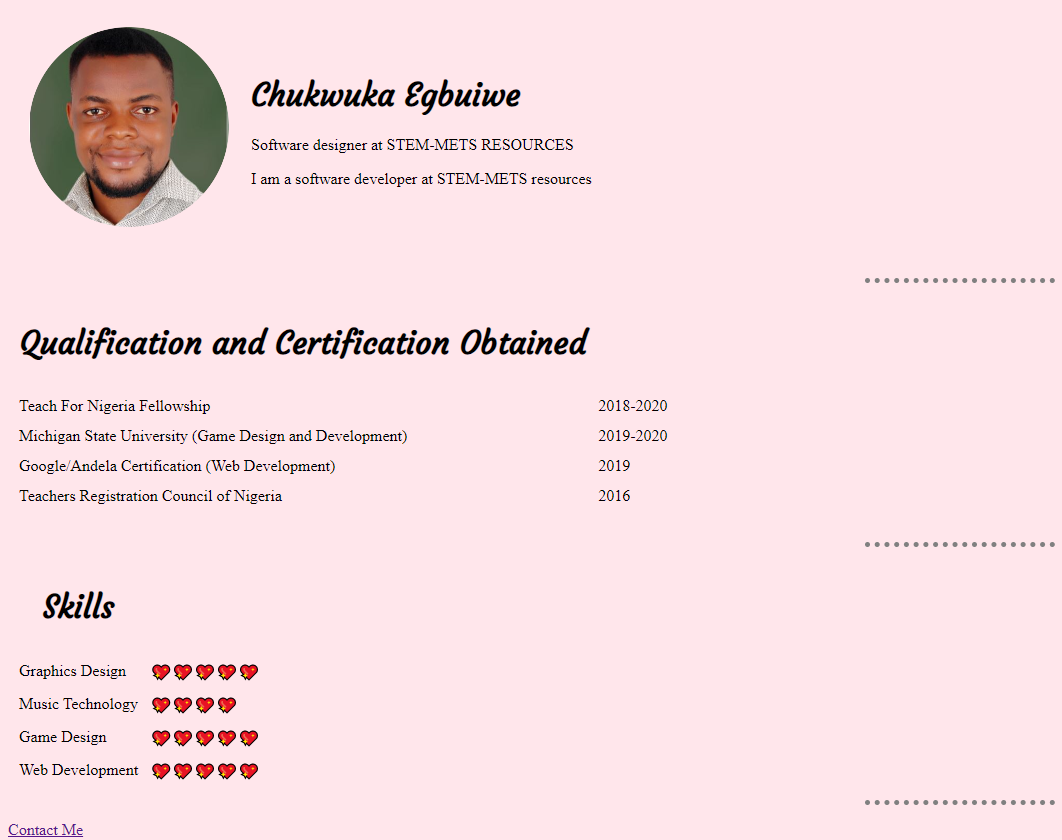 Chukwuka Egbuiwe
Software designer at STEM-METS RESOURCES
I am a software developer at STEM-METS resources
Qualification and Certification Obtained
Teach For Nigeria Fellowship 2018-2020
Michigan State University (Game Design and Development) 2019-2020
Google/Andela Certification (Web Development) 2019
Teachers Registration Council of Nigeria 2016
Skills
Graphics Design
Music Technology
Game Design
Web Development
Contact Me